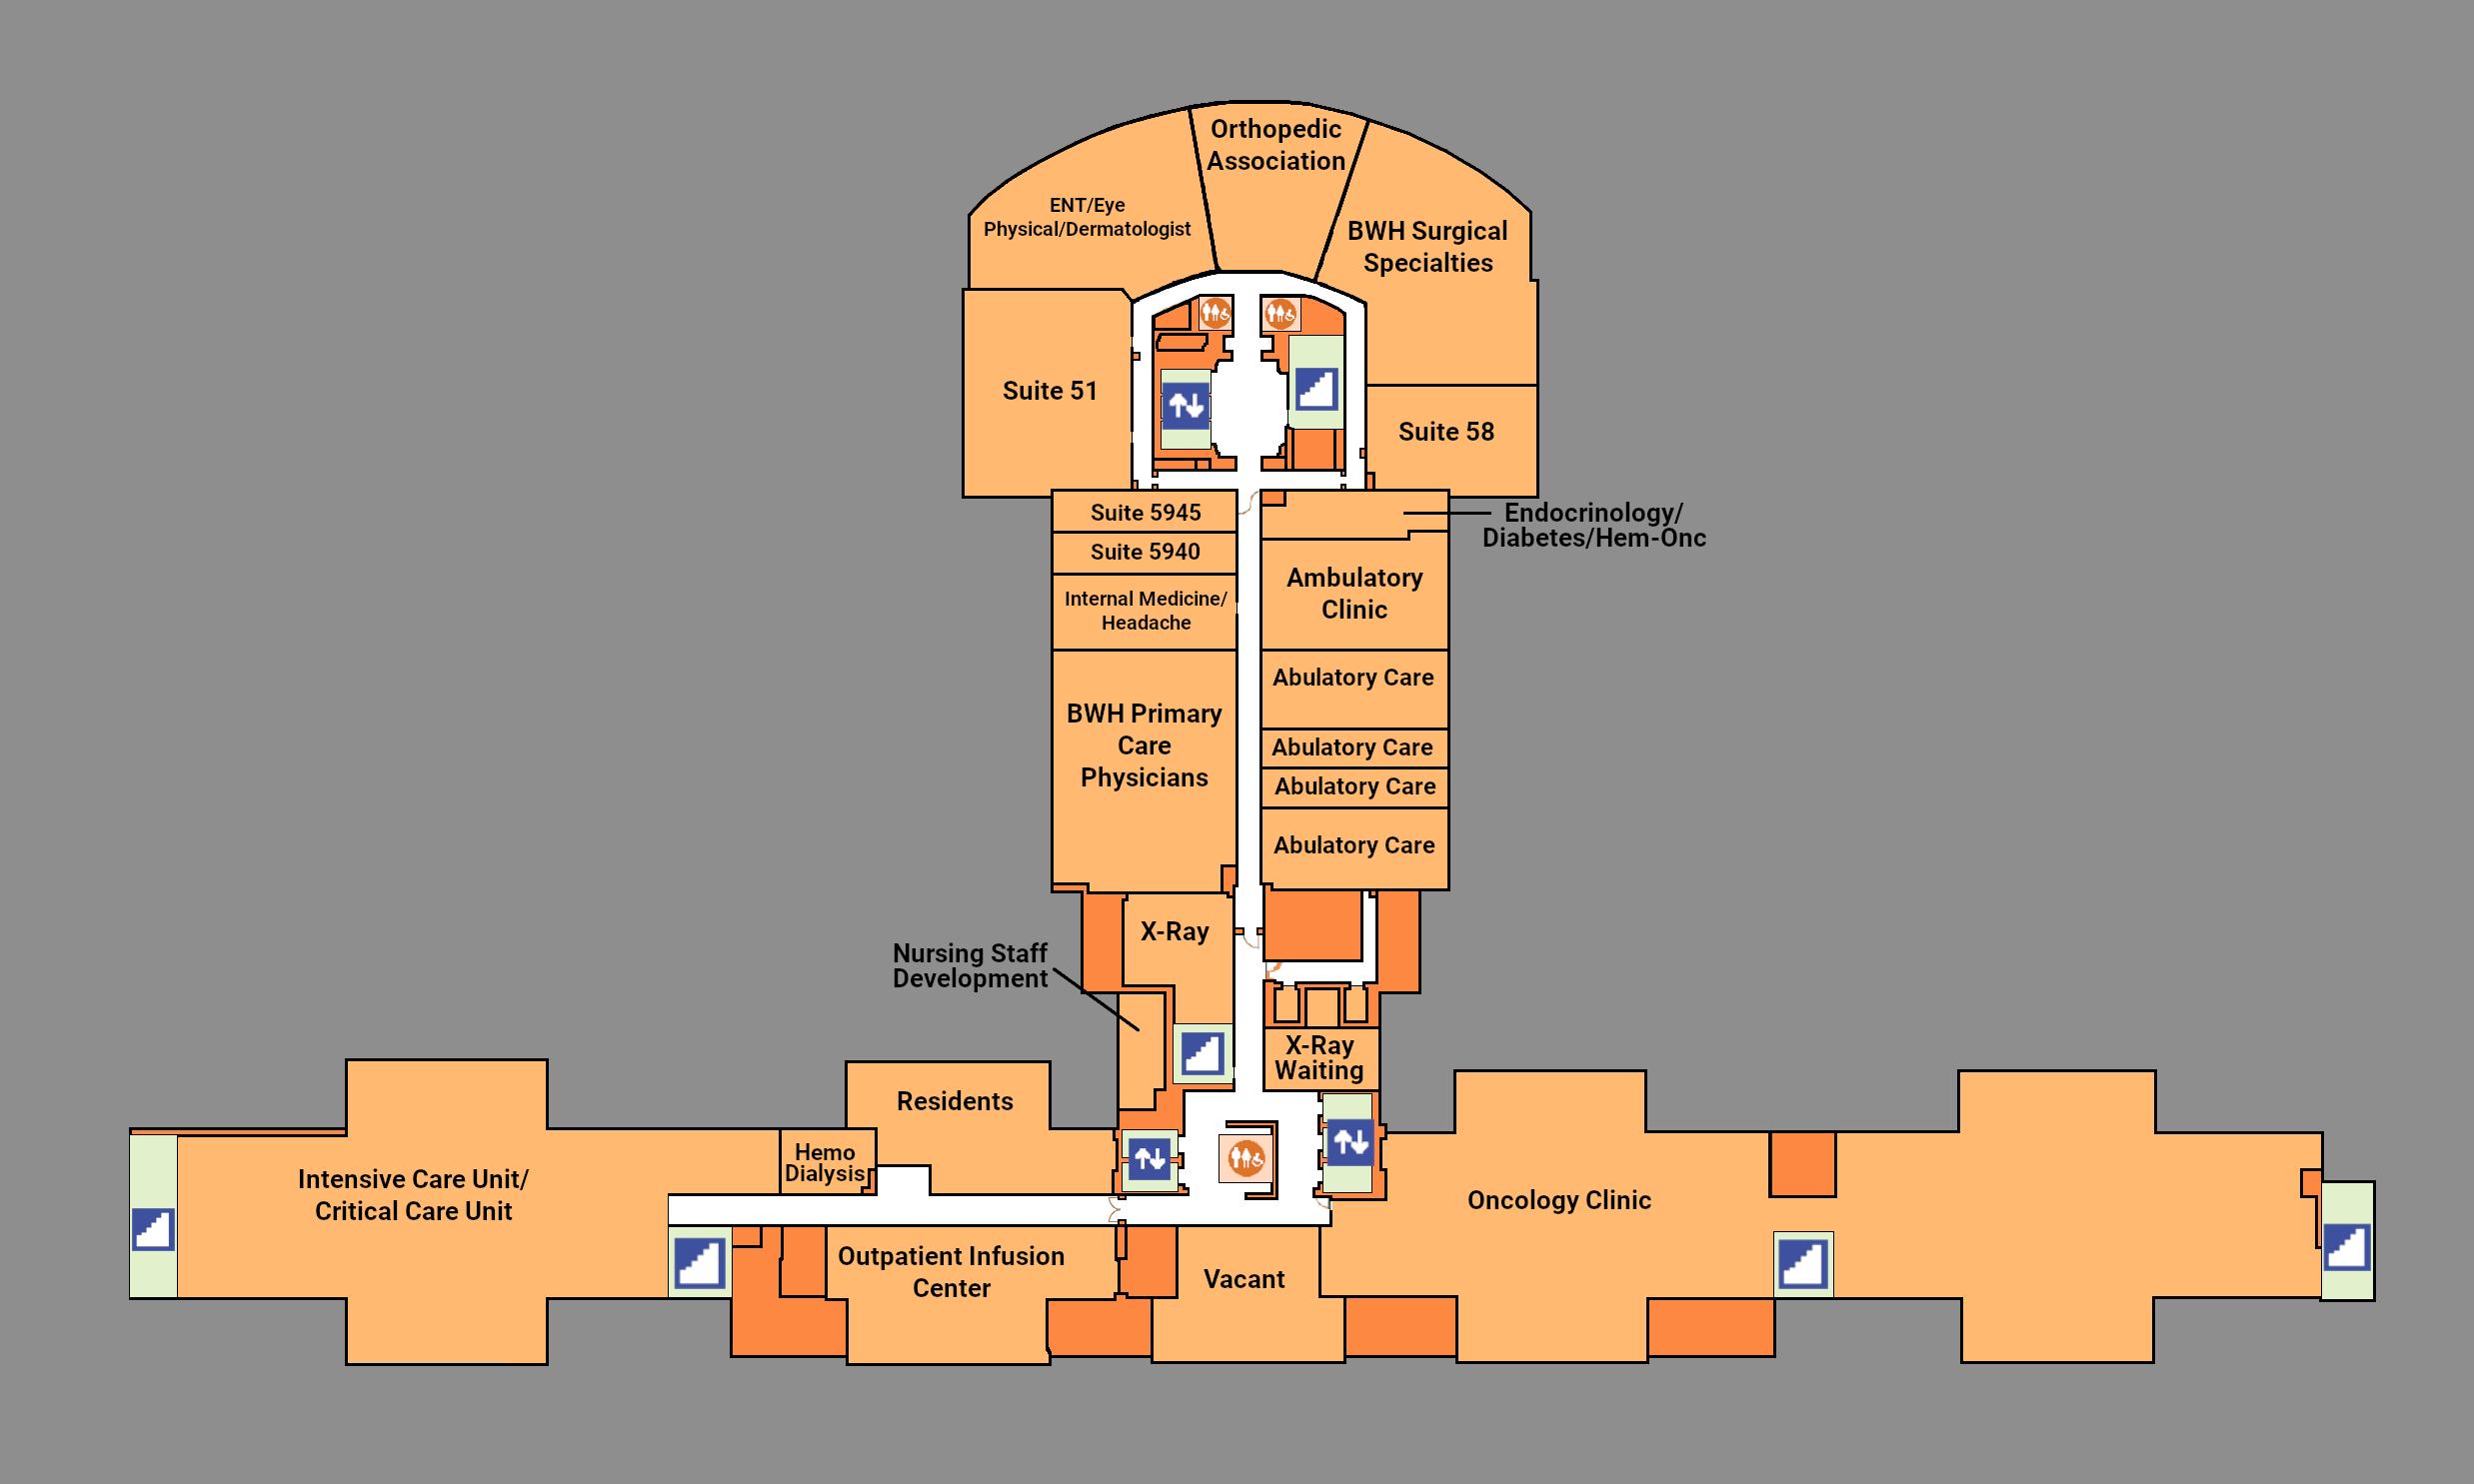 Orthopedic
Association
ENT/Eye
Physical/Dermatologist
BWH Surgical
Specialties
Suite 51
Suite 58
Suite 5945
Endocrinology/
Diabetes/Hem-Onc
Suite 5940
Ambulatory
Clinic
Internal Medicine/
Headache
Abulatory Care
BWH Primary
Care
Physicians
Abulatory Care
Abulatory Care
Abulatory Care
X-Ray
Nursing Staff
Development
X-Ray
Waiting
Residents
Hemo
Dialysis
Intensive Care Unit/
Critical Care Unit
Oncology Clinic
Outpatient Infusion
Center
Vacant